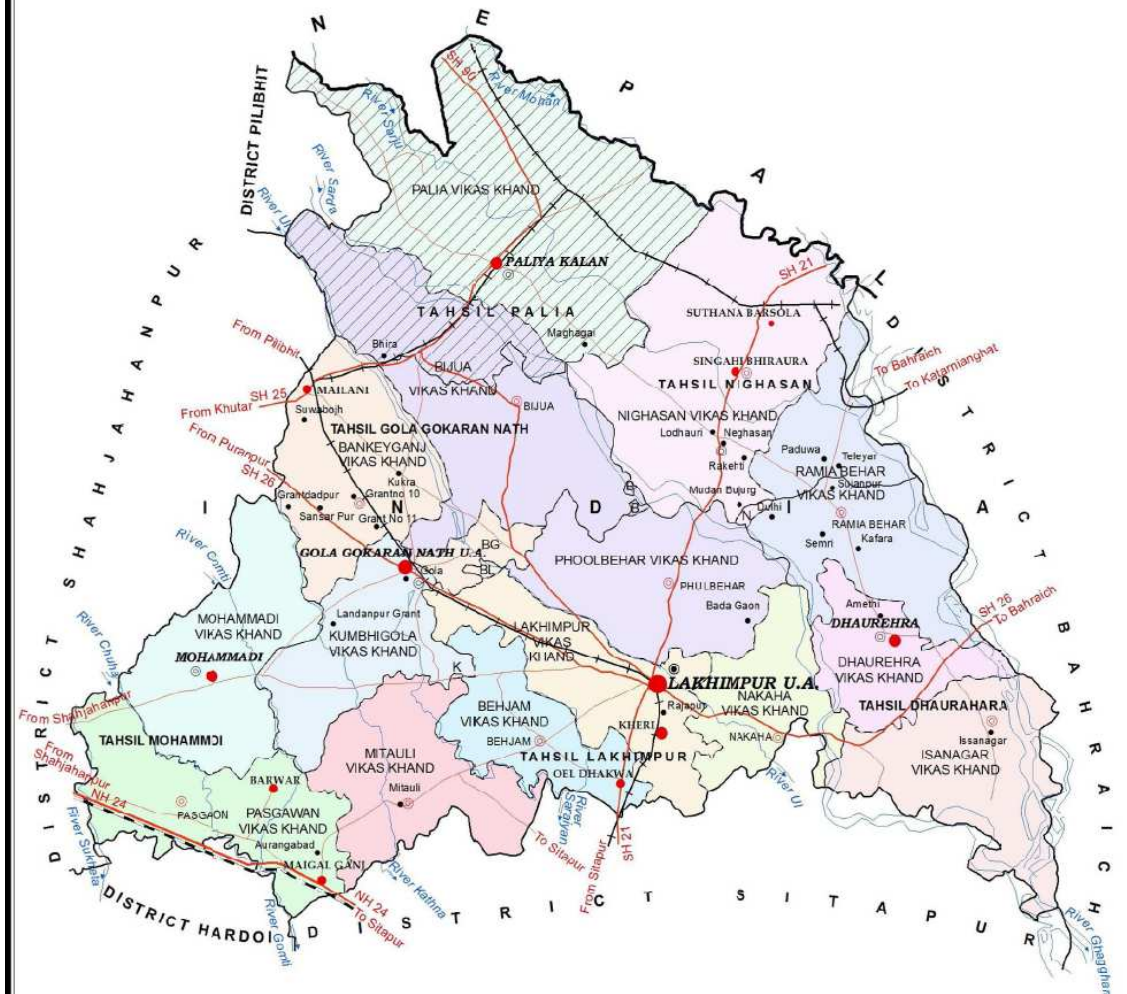 N E P A L
I N D I A
DISTRICT PILIBHIT
DISTRICT SHAHJAHANPUR
DISTRICT BAHRAICH
DISTRICT SITAPUR
DISTRICT HARDOI
SH 90
River Mohan
River Sarju
River Sarda
River Ul
PALIA VIKAS KHAND
PALIYA KALAN
TAHSIL PALIA
Maghagai
SH 21
SUTHANA BARSOLA
SINGAHI BHIRAURA
TAHSIL NIGHASAN
NIGHASAN VIKAS KHAND
Lodhauri
Neghasan
Rakehti
Mudan Bujurg
To Bahraich
To Katarnianghat
From Pilibhit
Bhira
BIJUA
VIKAS KHAND
BIJUA
SH 25
From Khutar
MAILANI
Suwabojh
TAHSIL GOLA GOKARAN NATH
BANKEYGANJ
VIKAS KHAND
Kukra
From Puranpur
SH 26
Grantdadpur
Grantno 10
Sansar Pur
Grant No 11
Paduwa
Teleyar
RAMIA BEHAR
VIKAS KHAND
Sujanpur
Dulhi
N
RAMIA BEHAR
Semri
Kafara
B
B
BG
BL
GOLA GOKARAN NATH U.A.
Gola
PHOOLBEHAR VIKAS KHAND
PHULBEHAR
Bada Gaon
River Gomti
Landanpur Grant
KUMBHIGOLA
VIKAS KHAND
K
LAKHIMPUR
VIKAS
KHAND
Amethi
DHAUREHRA
DHAUREHRA
VIKAS KHAND
SH 26
To Bahraich
MOHAMMADI
VIKAS KHAND
MOHAMMADI
River Chuha
From Shahjahanpur
LAKHIMPUR U.A.
NAKAHA
VIKAS KHAND
Rajapur
KHERI
NAKAHA
BEHJAM
VIKAS KHAND
BEHJAM
TAHSIL LAKHIMPUR
OEL DHAKWA
TAHSIL DHAURAHARA
Issanagar
ISANAGAR
VIKAS KHAND
TAHSIL MOHAMMDI
From
Shahjahanpur
NH 24
MITAULI
VIKAS KHAND
Mitauli
BARWAR
PASGAON
PASGAWAN
VIKAS KHAND
Aurangabad
MAIGAL GANJ
River Sukheta
River Ul
River
Sarayan
To Sitapur
From Sitapur
SH 21
River Kathna
NH 24
To Sitapur
River Gomti
River Ghagghar